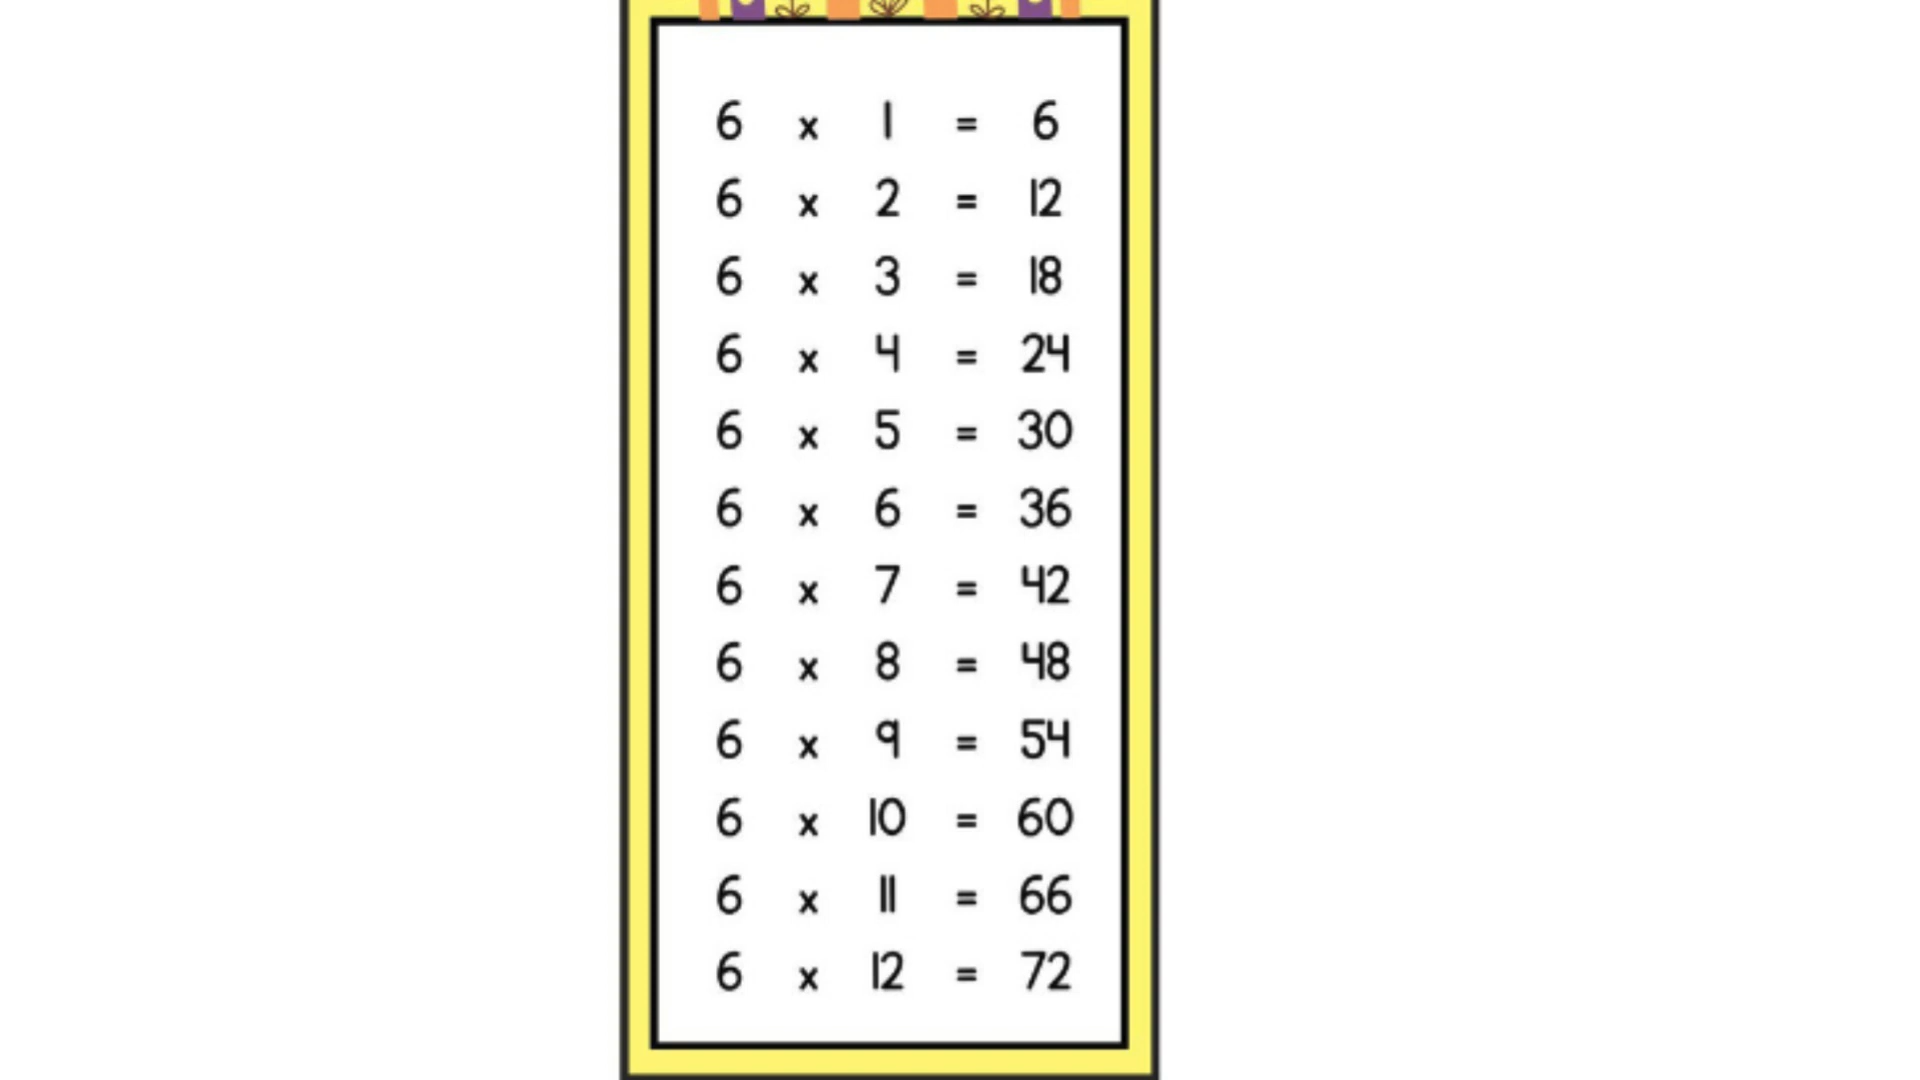 6 x 1 = 6
6 x 2 = 12
6 x 3 = 18
6 x 4 = 24
6 x 5 = 30
6 x 6 = 36
6 x 7 = 42
6 x 8 = 48
6 x 9 = 54
6 x 10 = 60
6 x 11 = 66
6 x 12 = 72